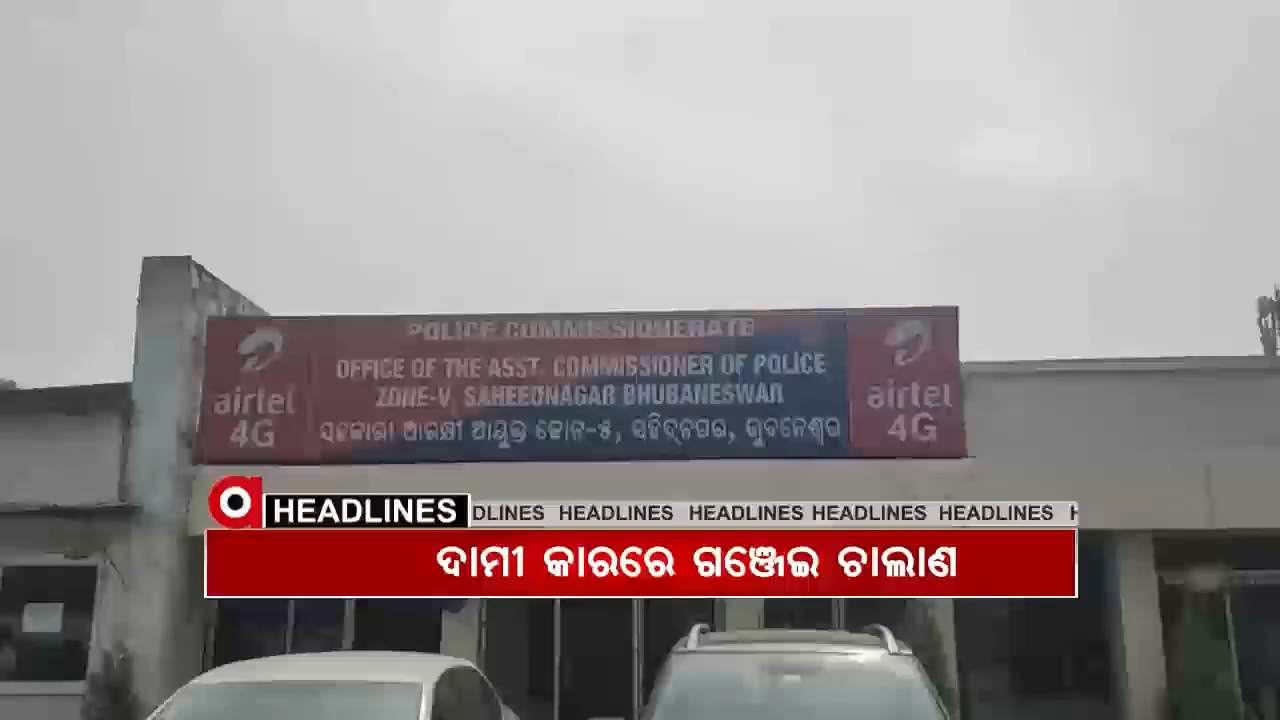 POLICE COMMISSIONERATE
OFFICE OF THE ASST. COMMISSIONER OF POLICE
ZONE-V, SAHEEDNAGAR BHUBANESWAR
ସହକାରୀ ଆରକ୍ଷୀ ଆୟୁକ୍ତ ଜୋନ-୫, ସହିଦ୍‌ନଗର, ଭୁବନେଶ୍ୱର
airtel
4G
airtel
4G
HEADLINES
DLINES HEADLINES HEADLINES HEADLINES HEADLINES H
ଦାମୀ କାରରେ ଗଞ୍ଜେଇ ଚାଲାଣ